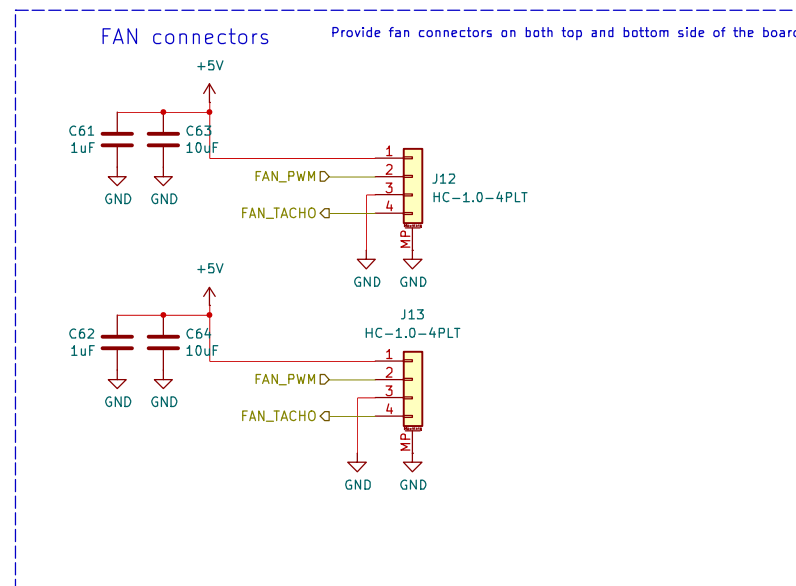 FAN connectors
Provide fan connectors on both top and bottom side of the board
+5V
C61
1uF
C63
10uF
GND
GND
1
2
3
4
FAN_PWM
FAN_TACHO
J12
HC-1.0-4PLT
MP
GND
GND
+5V
C62
1uF
C64
10uF
GND
GND
J13
HC-1.0-4PLT
1
2
3
4
FAN_PWM
FAN_TACHO
MP
GND
GND